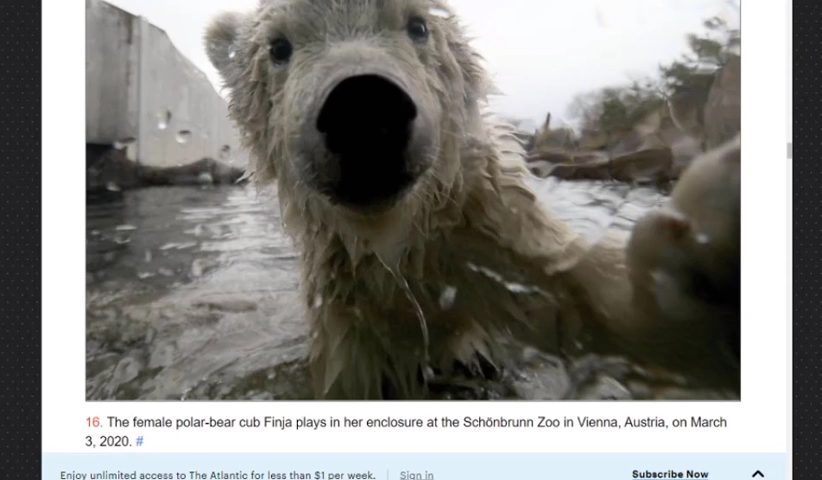 16. The female polar-bear cub Finja plays in her enclosure at the Schönbrunn Zoo in Vienna, Austria, on March
3, 2020. #
Enjoy unlimited access to The Atlantic for less than $1 per week. Sign in Subscribe Now